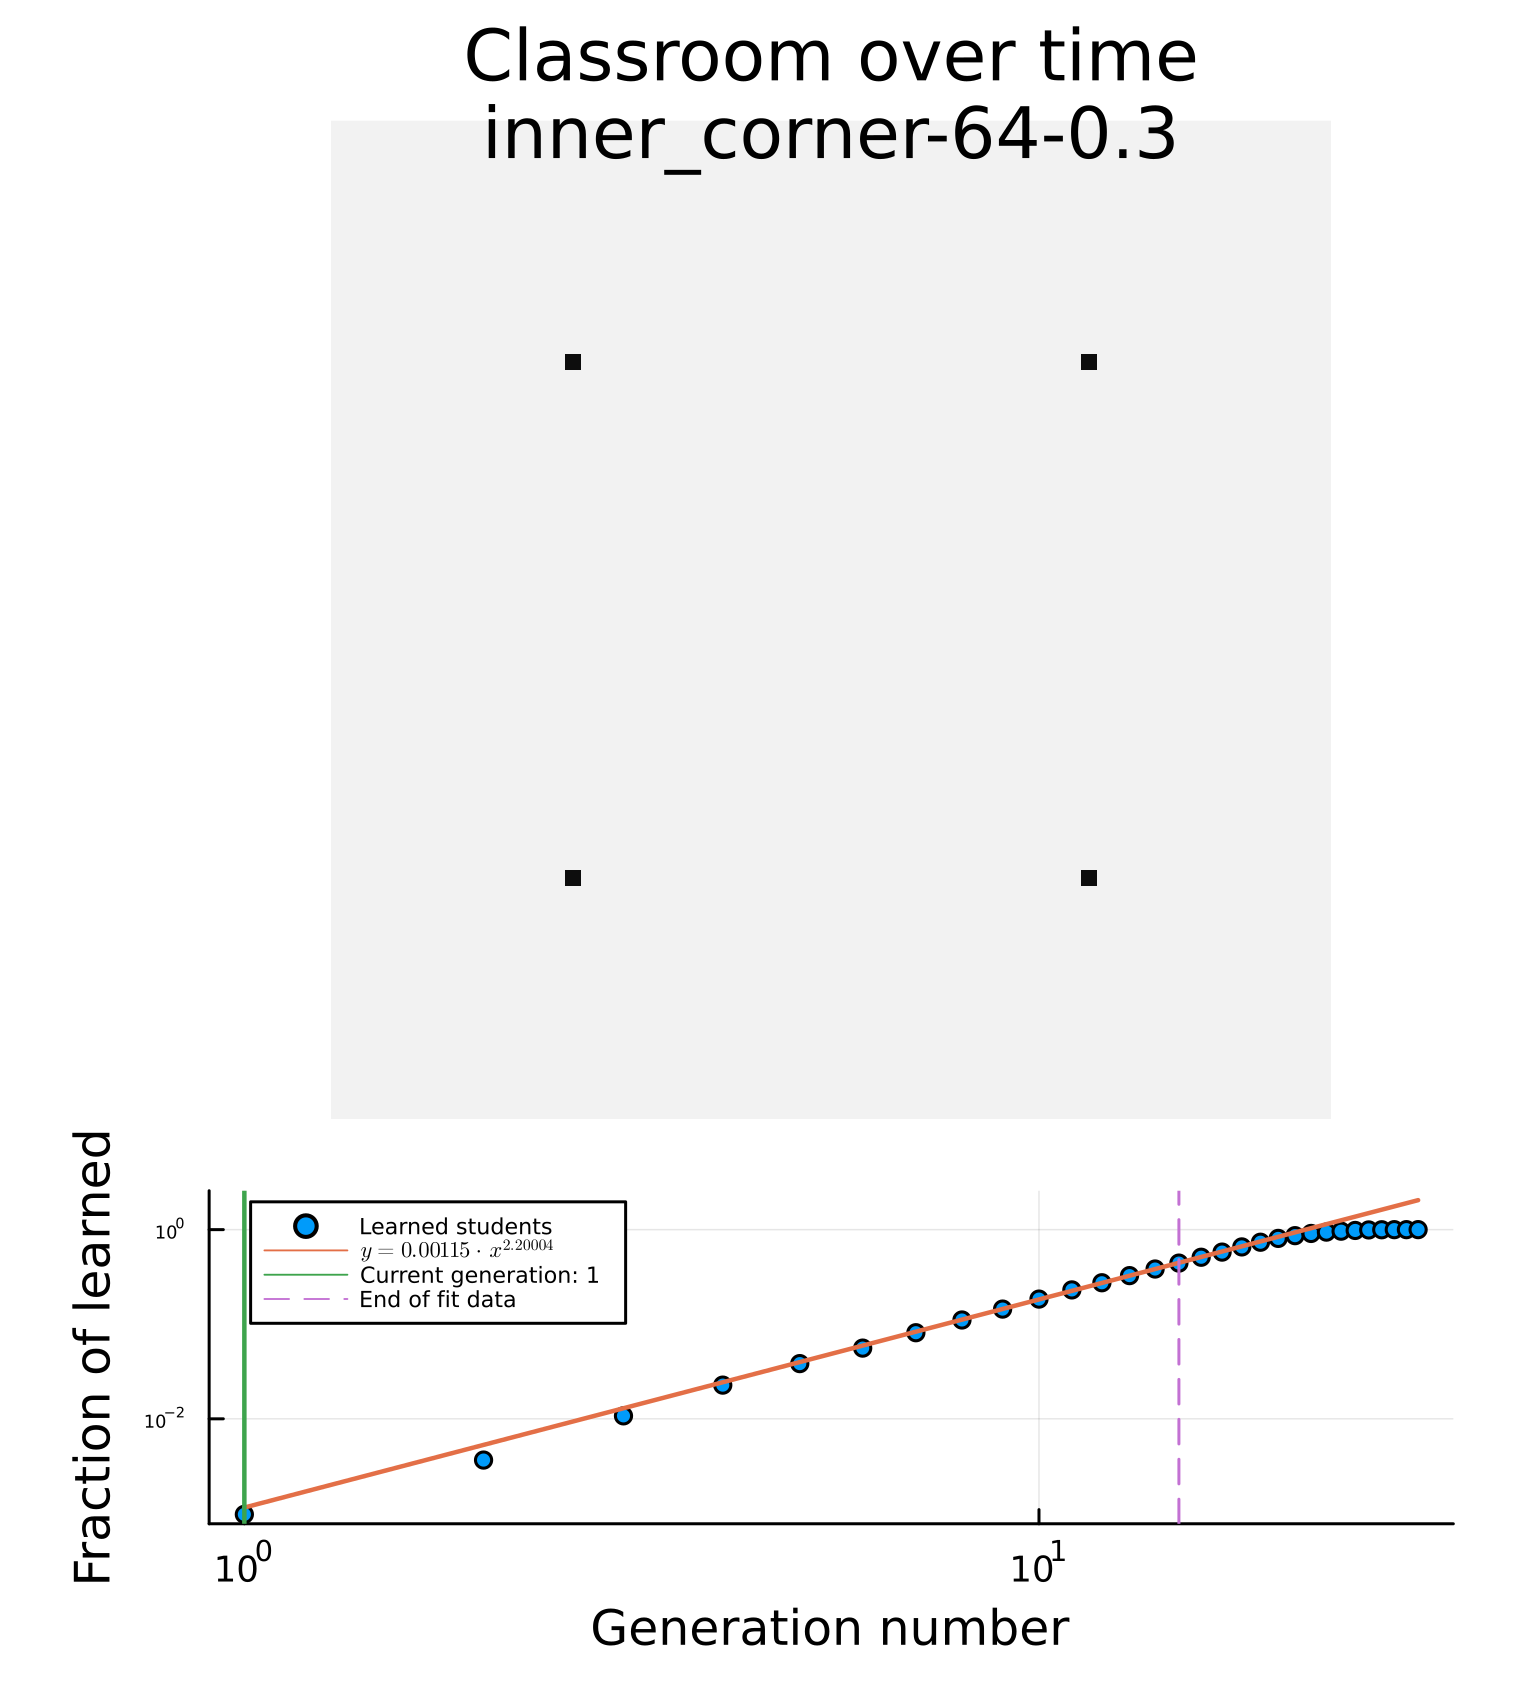 Classroom over time
inner_corner-64-0.3
Fraction of learned
10⁰
10⁻²
Learned students
y = 0.00115 · x^{2.20004}
Current generation: 1
End of fit data
10⁰
10¹
Generation number